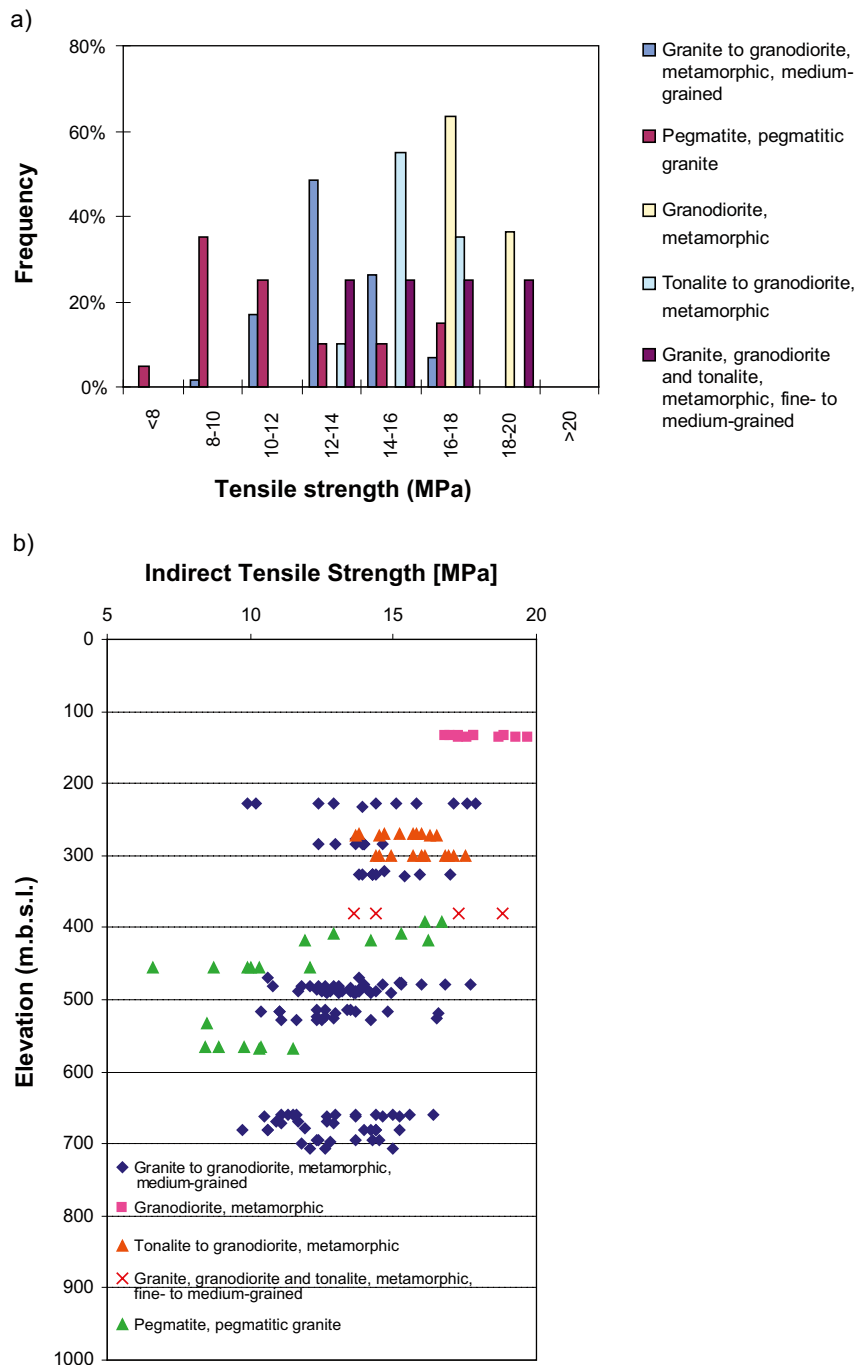 a)
80%
60%
40%
20%
0%
Frequency
<8
8-10
10-12
12-14
14-16
16-18
18-20
>20
Tensile strength (MPa)
Granite to granodiorite,
metamorphic, medium-
grained
Pegmatite, pegmatitic
granite
Granodiorite,
metamorphic
Tonalite to granodiorite,
metamorphic
Granite, granodiorite
and tonalite,
metamorphic, fine- to
medium-grained
b)
Indirect Tensile Strength [MPa]
5 10 15 20
0
100
200
300
400
500
600
700
800
900
1000
Elevation (m.b.s.l.)
Granite to granodiorite, metamorphic,
medium-grained
Granodiorite, metamorphic
Tonalite to granodiorite, metamorphic
Granite, granodiorite and tonalite, metamorphic,
fine- to medium-grained
Pegmatite, pegmatitic granite